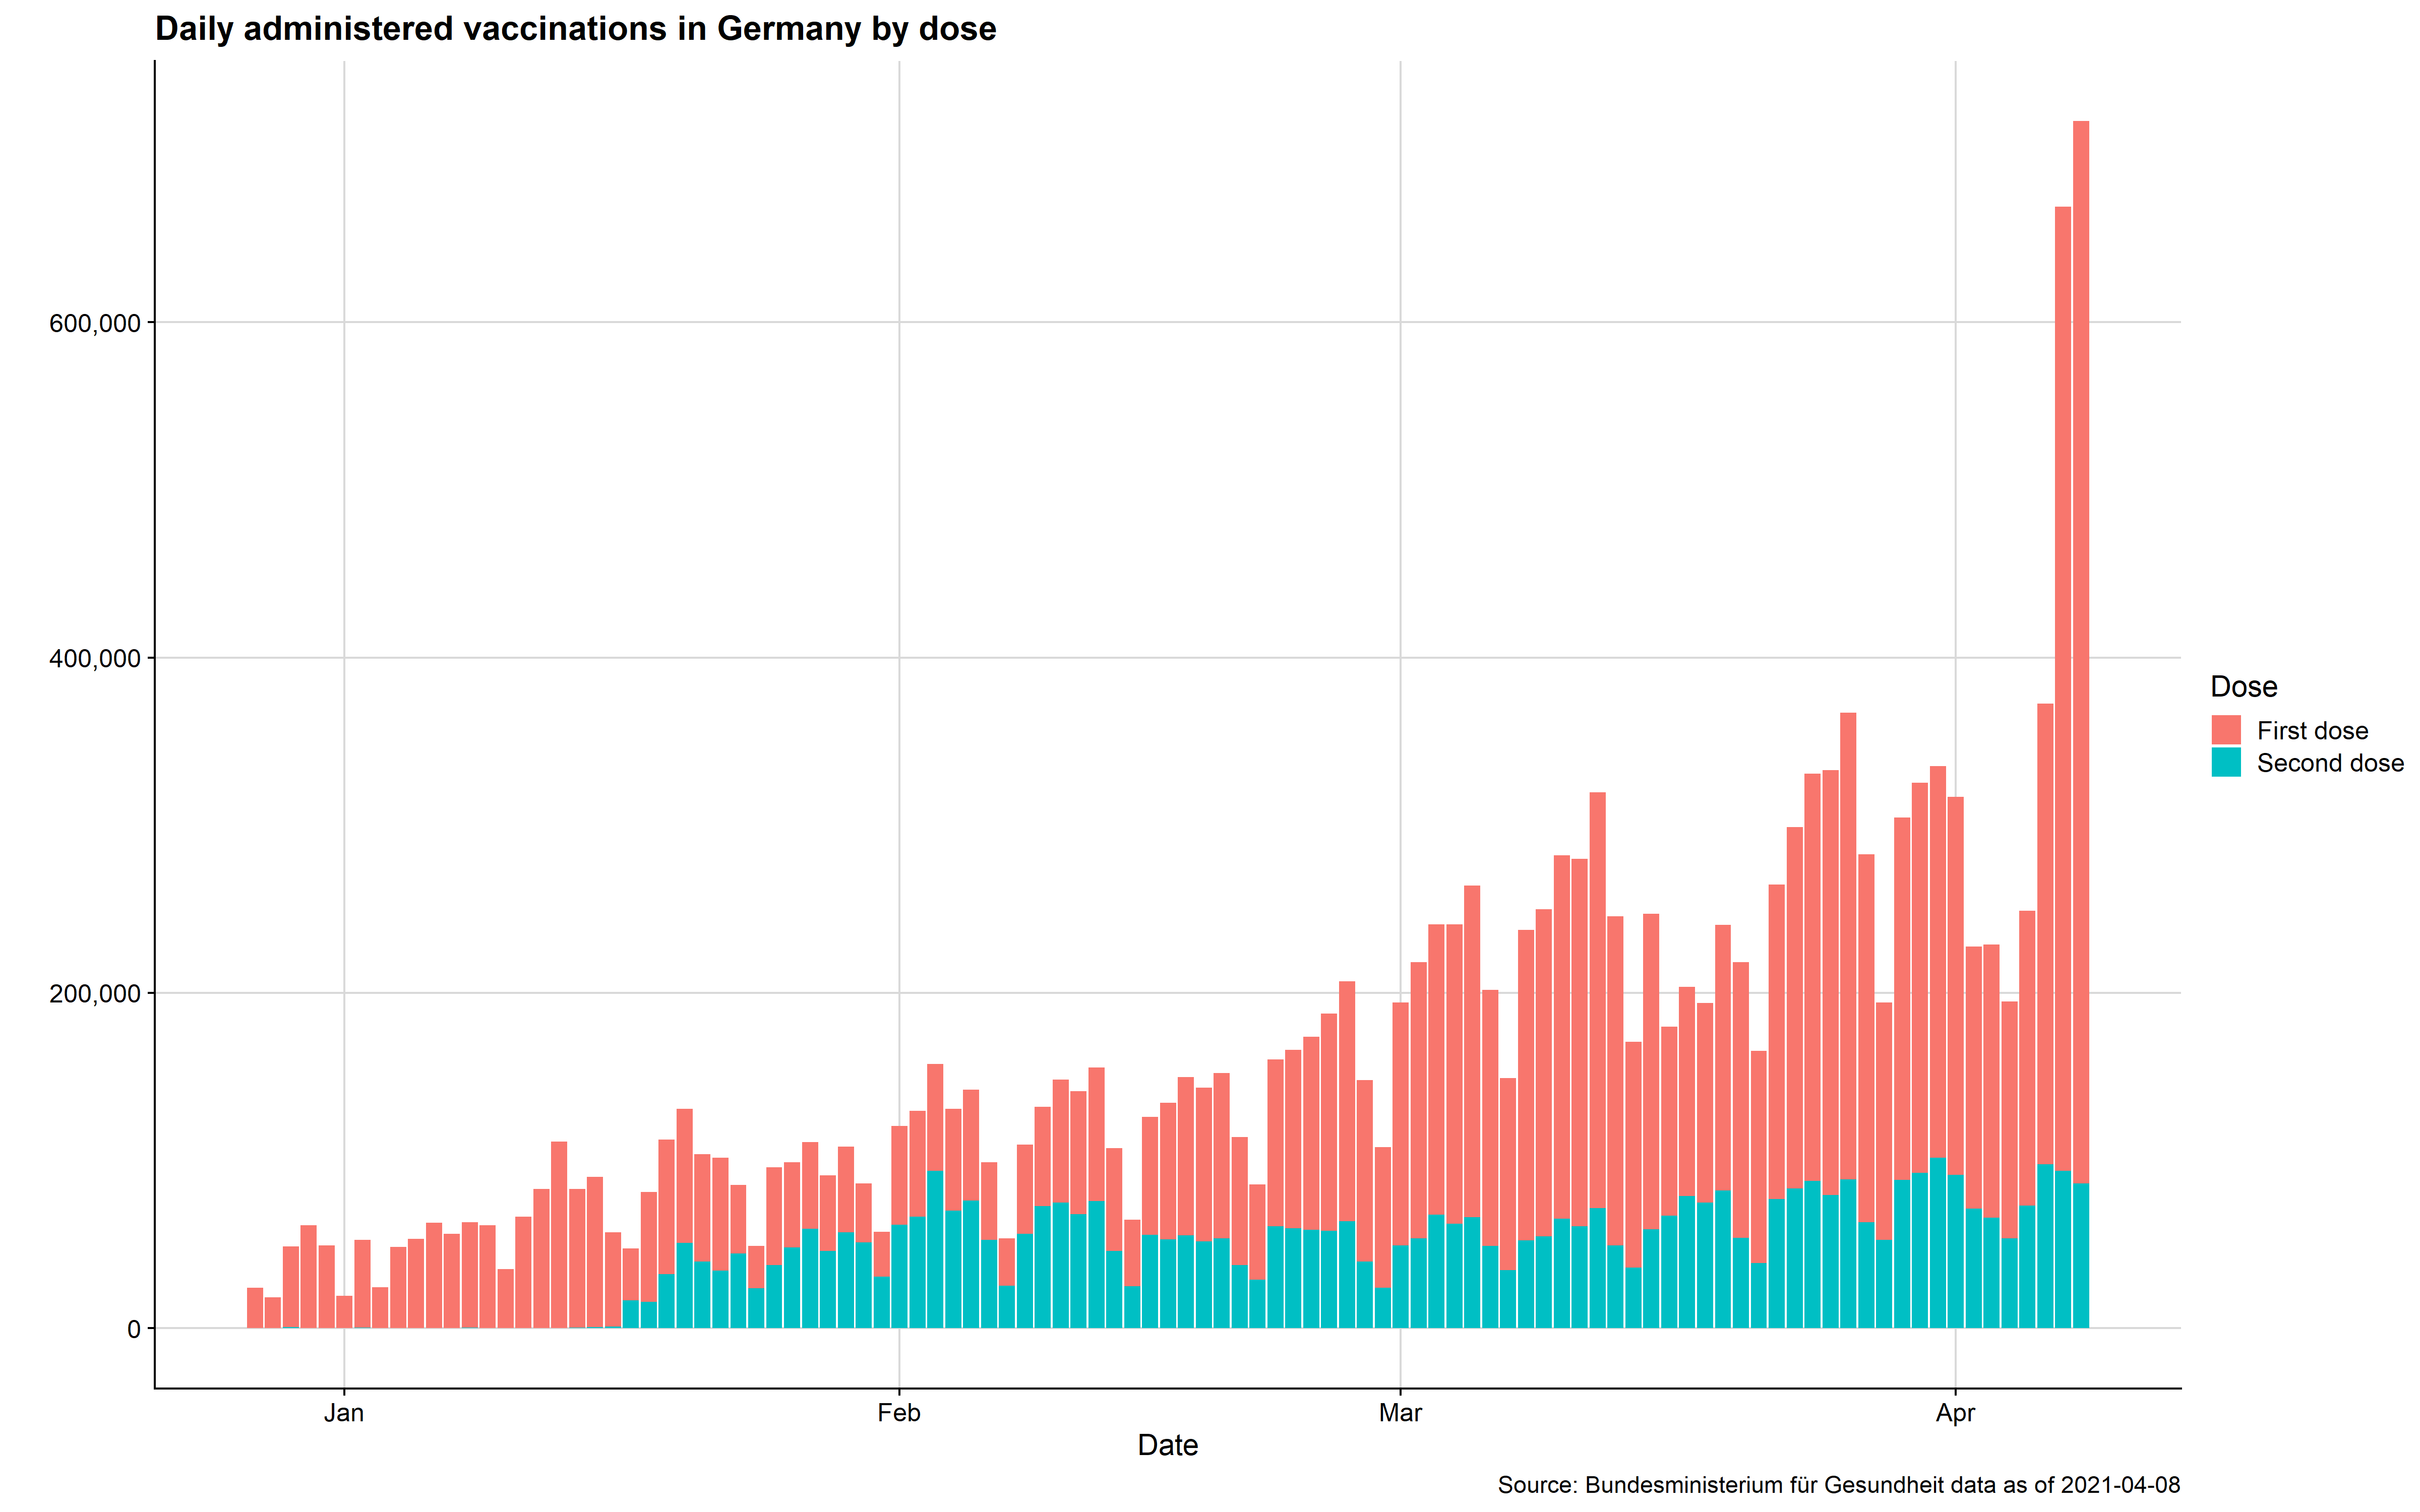 Daily administered vaccinations in Germany by dose
600,000
400,000
200,000
0
Jan Feb Mar Apr
Date
Dose
First dose
Second dose
Source: Bundesministerium für Gesundheit data as of 2021-04-08